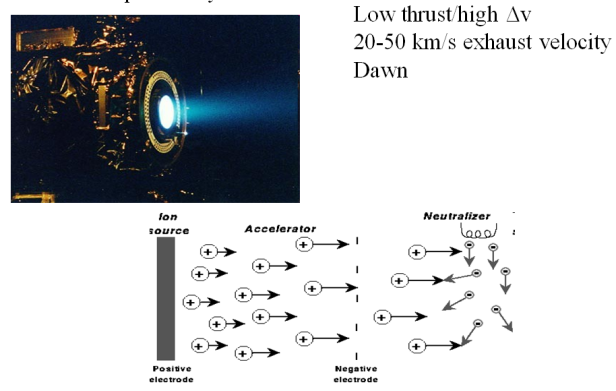 Low thrust/high Δv
20-50 km/s exhaust velocity
Dawn
Ion
source
Accelerator
Neutralizer
+ + + + + + + + + + + + + + + +
- - - - - - - -
Positive
electrode
Negative
electrode